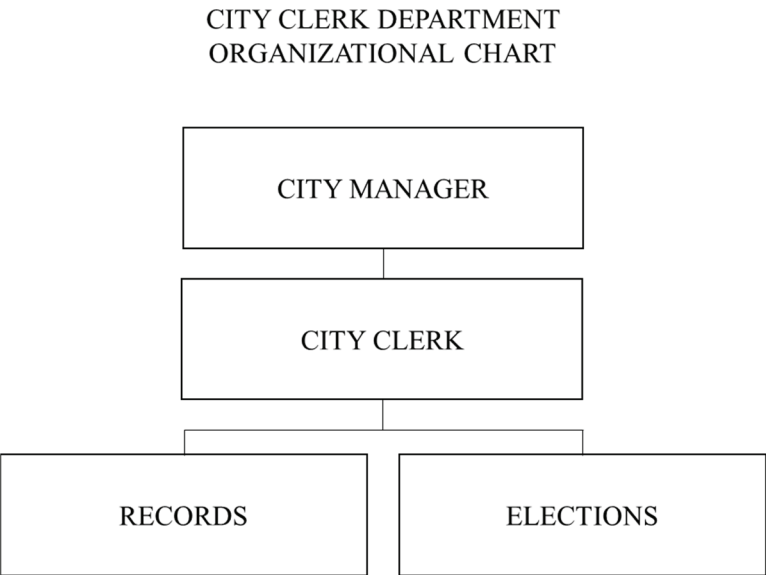 CITY CLERK DEPARTMENT
ORGANIZATIONAL CHART
CITY MANAGER
CITY CLERK
RECORDS
ELECTIONS